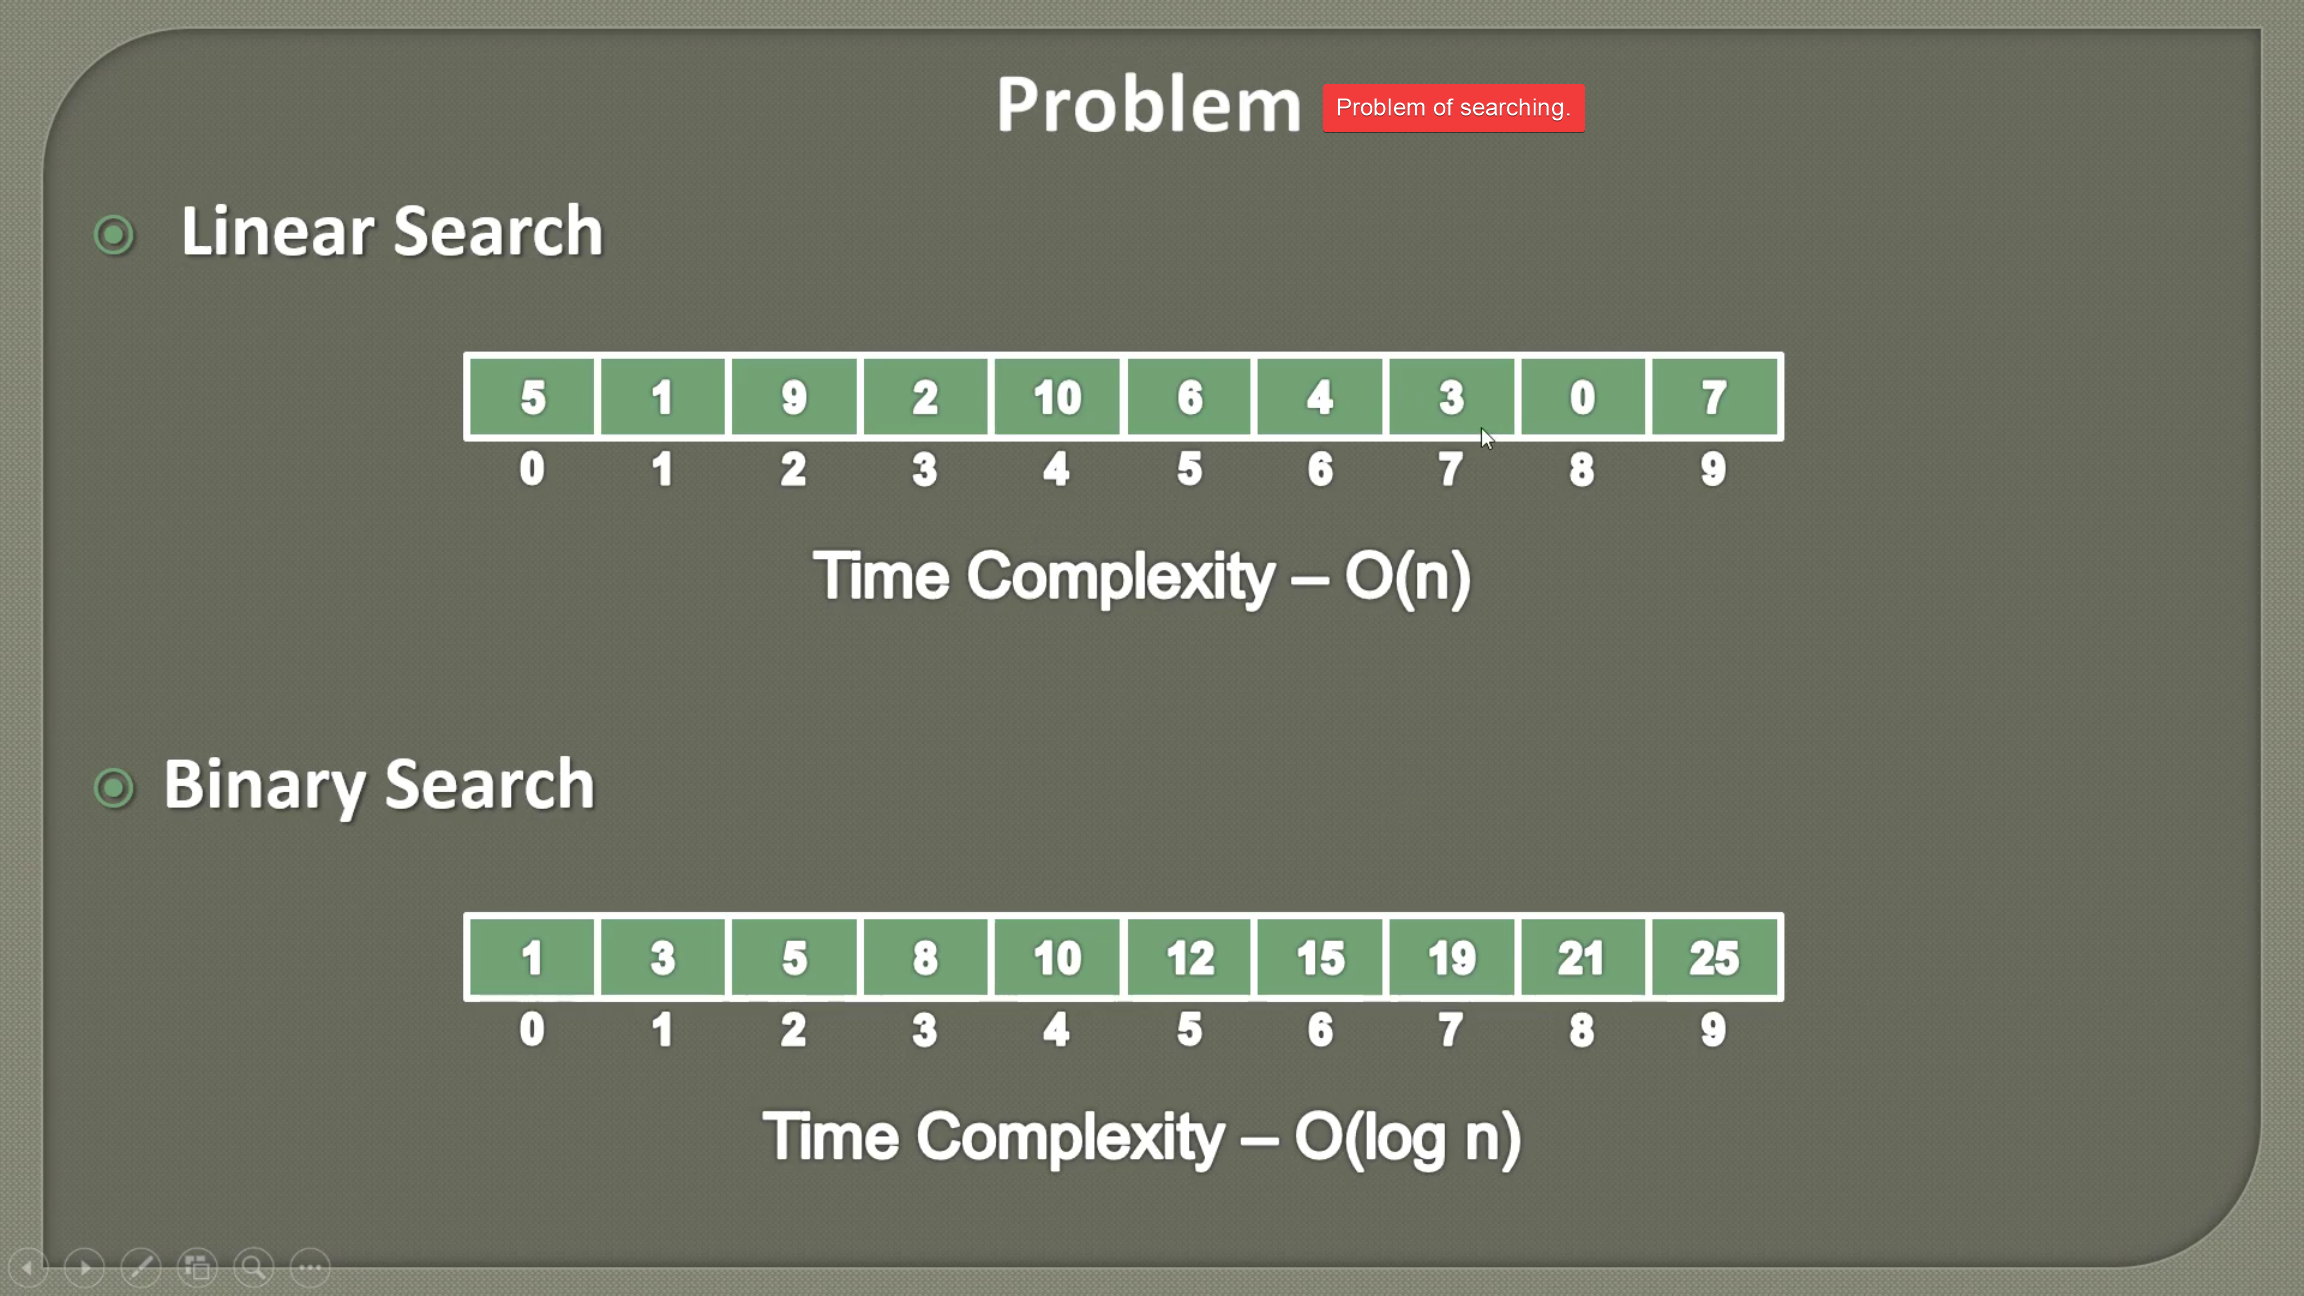 Problem Problem of searching.
Linear Search
5 1 9 2 10 6 4 3 0 7
0 1 2 3 4 5 6 7 8 9
Time Complexity – O(n)
Binary Search
1 3 5 8 10 12 15 19 21 25
0 1 2 3 4 5 6 7 8 9
Time Complexity – O(log n)